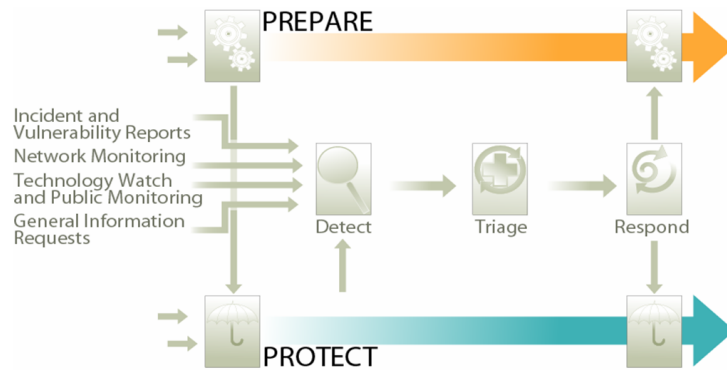 PREPARE
Incident and
Vulnerability Reports
Network Monitoring
Technology Watch
and Public Monitoring
General Information
Requests
Detect
Triage
Respond
PROTECT